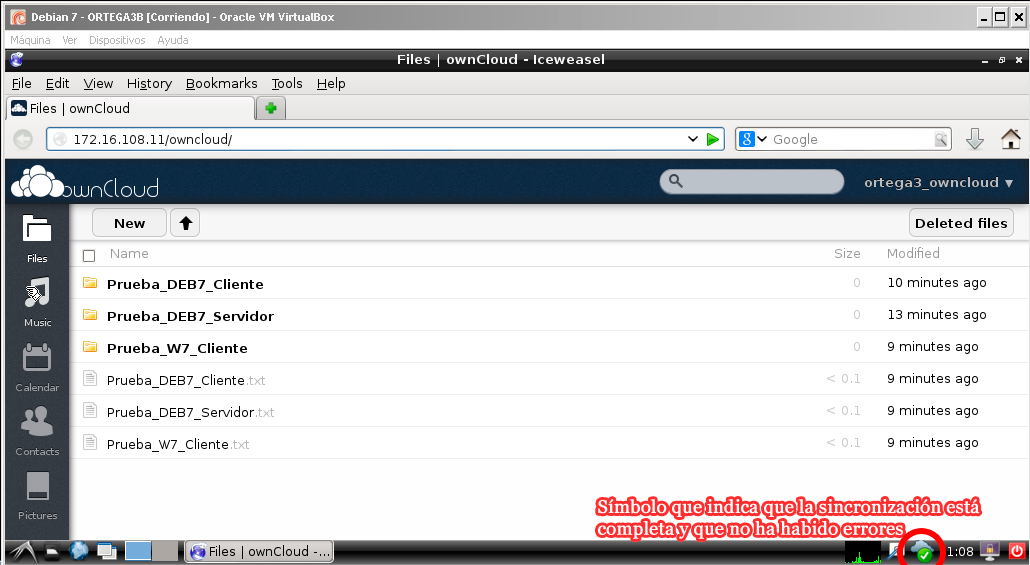 Debian 7 - ORTEGA3B [Corriendo] - Oracle VM VirtualBox
Máquina Ver Dispositivos Ayuda
Files | ownCloud - Iceweasel
File Edit View History Bookmarks Tools Help
Files | ownCloud
172.16.108.11/owncloud/
8 Google
ownCloud
ortega3_owncloud ▼
New
Deleted files
Files
Music
Calendar
Contacts
Pictures
Name Size Modified
Prueba_DEB7_Cliente 0 10 minutes ago
Prueba_DEB7_Servidor 0 13 minutes ago
Prueba_W7_Cliente 0 9 minutes ago
Prueba_DEB7_Cliente.txt < 0.1 9 minutes ago
Prueba_DEB7_Servidor.txt < 0.1 9 minutes ago
Prueba_W7_Cliente.txt < 0.1 9 minutes ago
Símbolo que indica que la sincronización está
completa y que no ha habido errores
Files | ownCloud -...
1:08